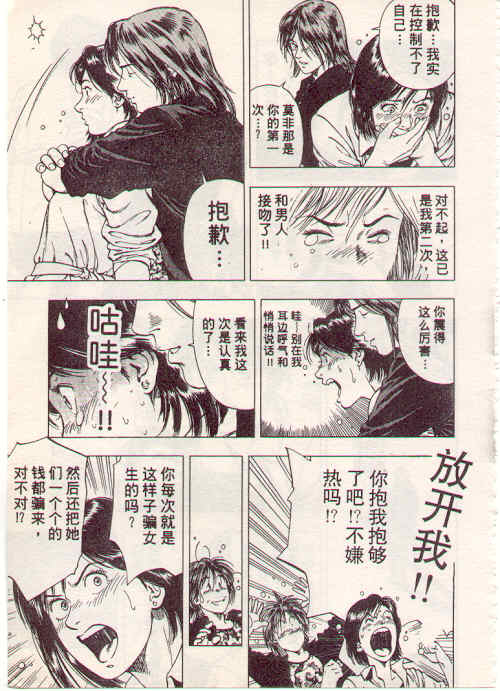 抱歉…我实
在控制不了
自己…
莫非那是
你的第一
次…?
抱歉…
对不起，这已
是我第二次，
和男人
接吻了!!
你震得
这么厉害…
哇—别在我
耳边呼气和
悄悄说话!!
看来我这
次是认真
的了…
咕哇~~!!
放开我!!
你抱我抱够
了吧!?不嫌
热吗!?
你每次就是
这样子骗女
生的吗?
然后还把她
们一个个的
钱都骗来，
对不对!?